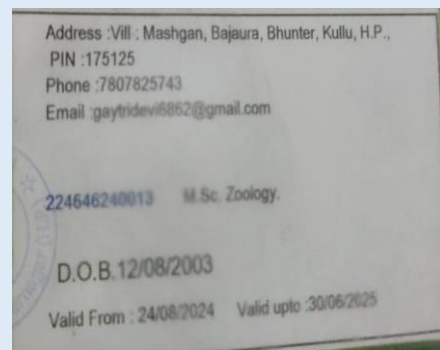 Address :Vill : Mashgan, Bajaura, Bhunter, Kullu, H.P.,
PIN :175125
Phone :7807825743
Email :gaytridevi6862@gmail.com
224646240013 M.Sc. Zoology.
D.O.B.12/08/2003
Valid From : 24/08/2024 Valid upto :30/06/2025